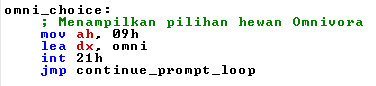 omni_choice:
; Menampilkan pilihan hewan Omnivora
mov ah, 09h
lea dx, omni
int 21h
jmp continue_prompt_loop